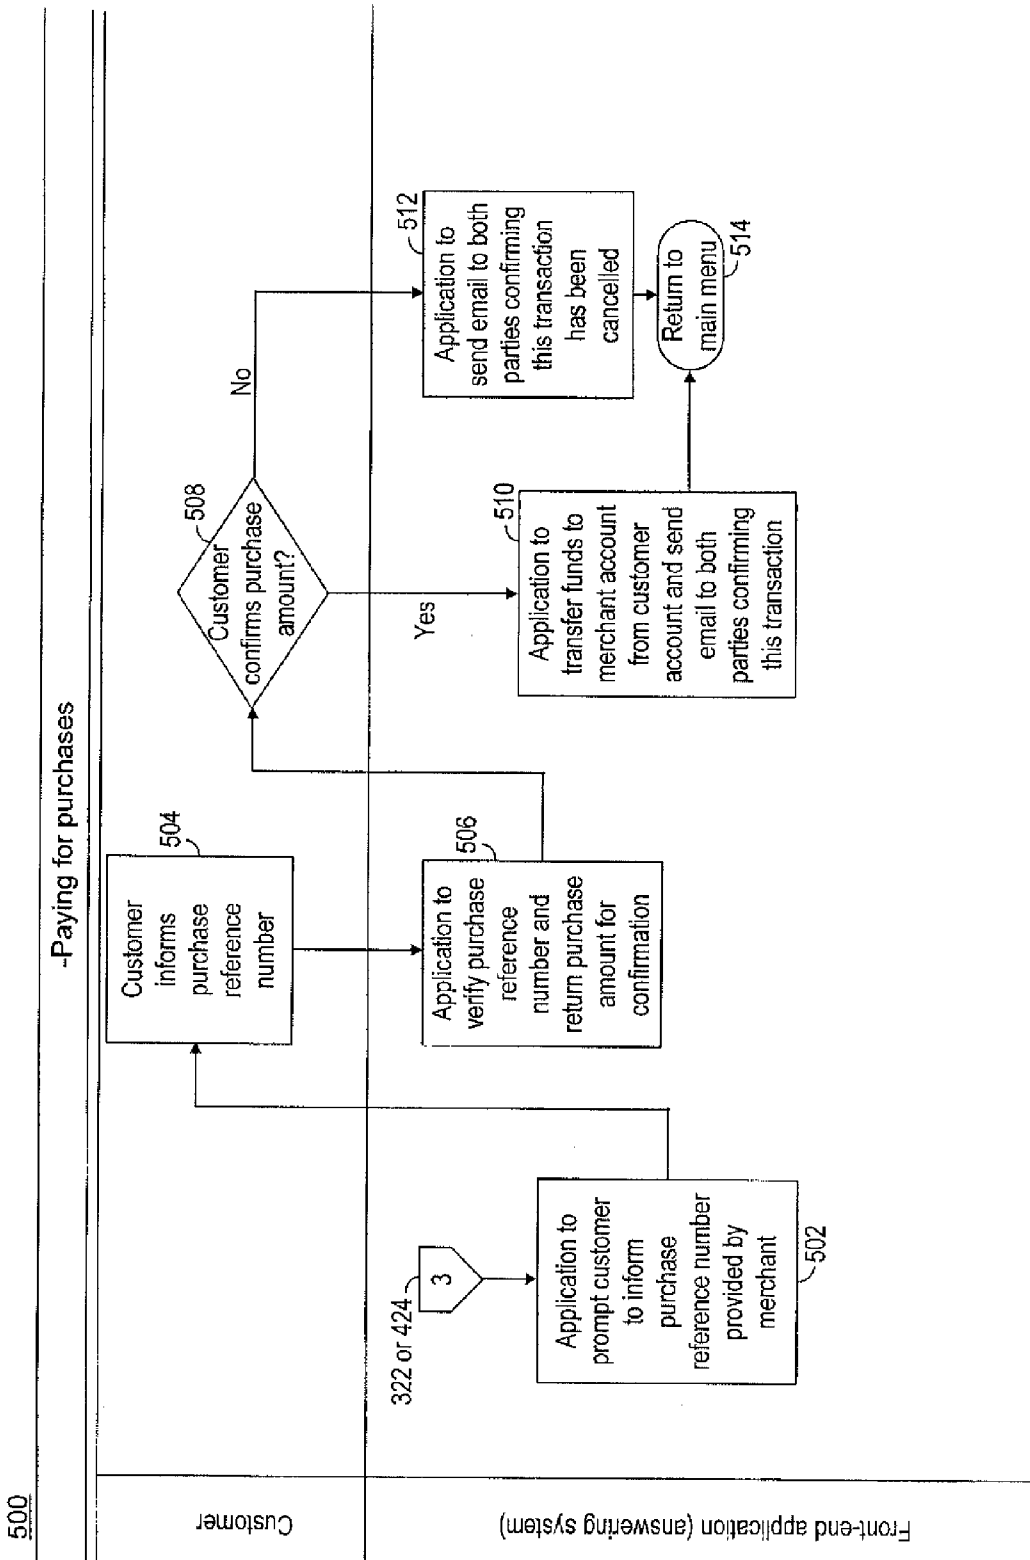 500
-Paying for purchases
Customer
Customer
informs
purchase
reference
number
504
Customer
confirms purchase
amount?
508
No
Yes
Front-end application (answering system)
322 or 424
3
Application to
prompt customer
to inform
purchase
reference number
provided by
merchant
502
Application to
verify purchase
reference
number and
return purchase
amount for
confirmation
506
Application to
transfer funds to
merchant account
from customer
account and send
email to both
parties confirming
this transaction
510
Application to
send email to both
parties confirming
this transaction
has been
cancelled
512
Return to
main menu
514